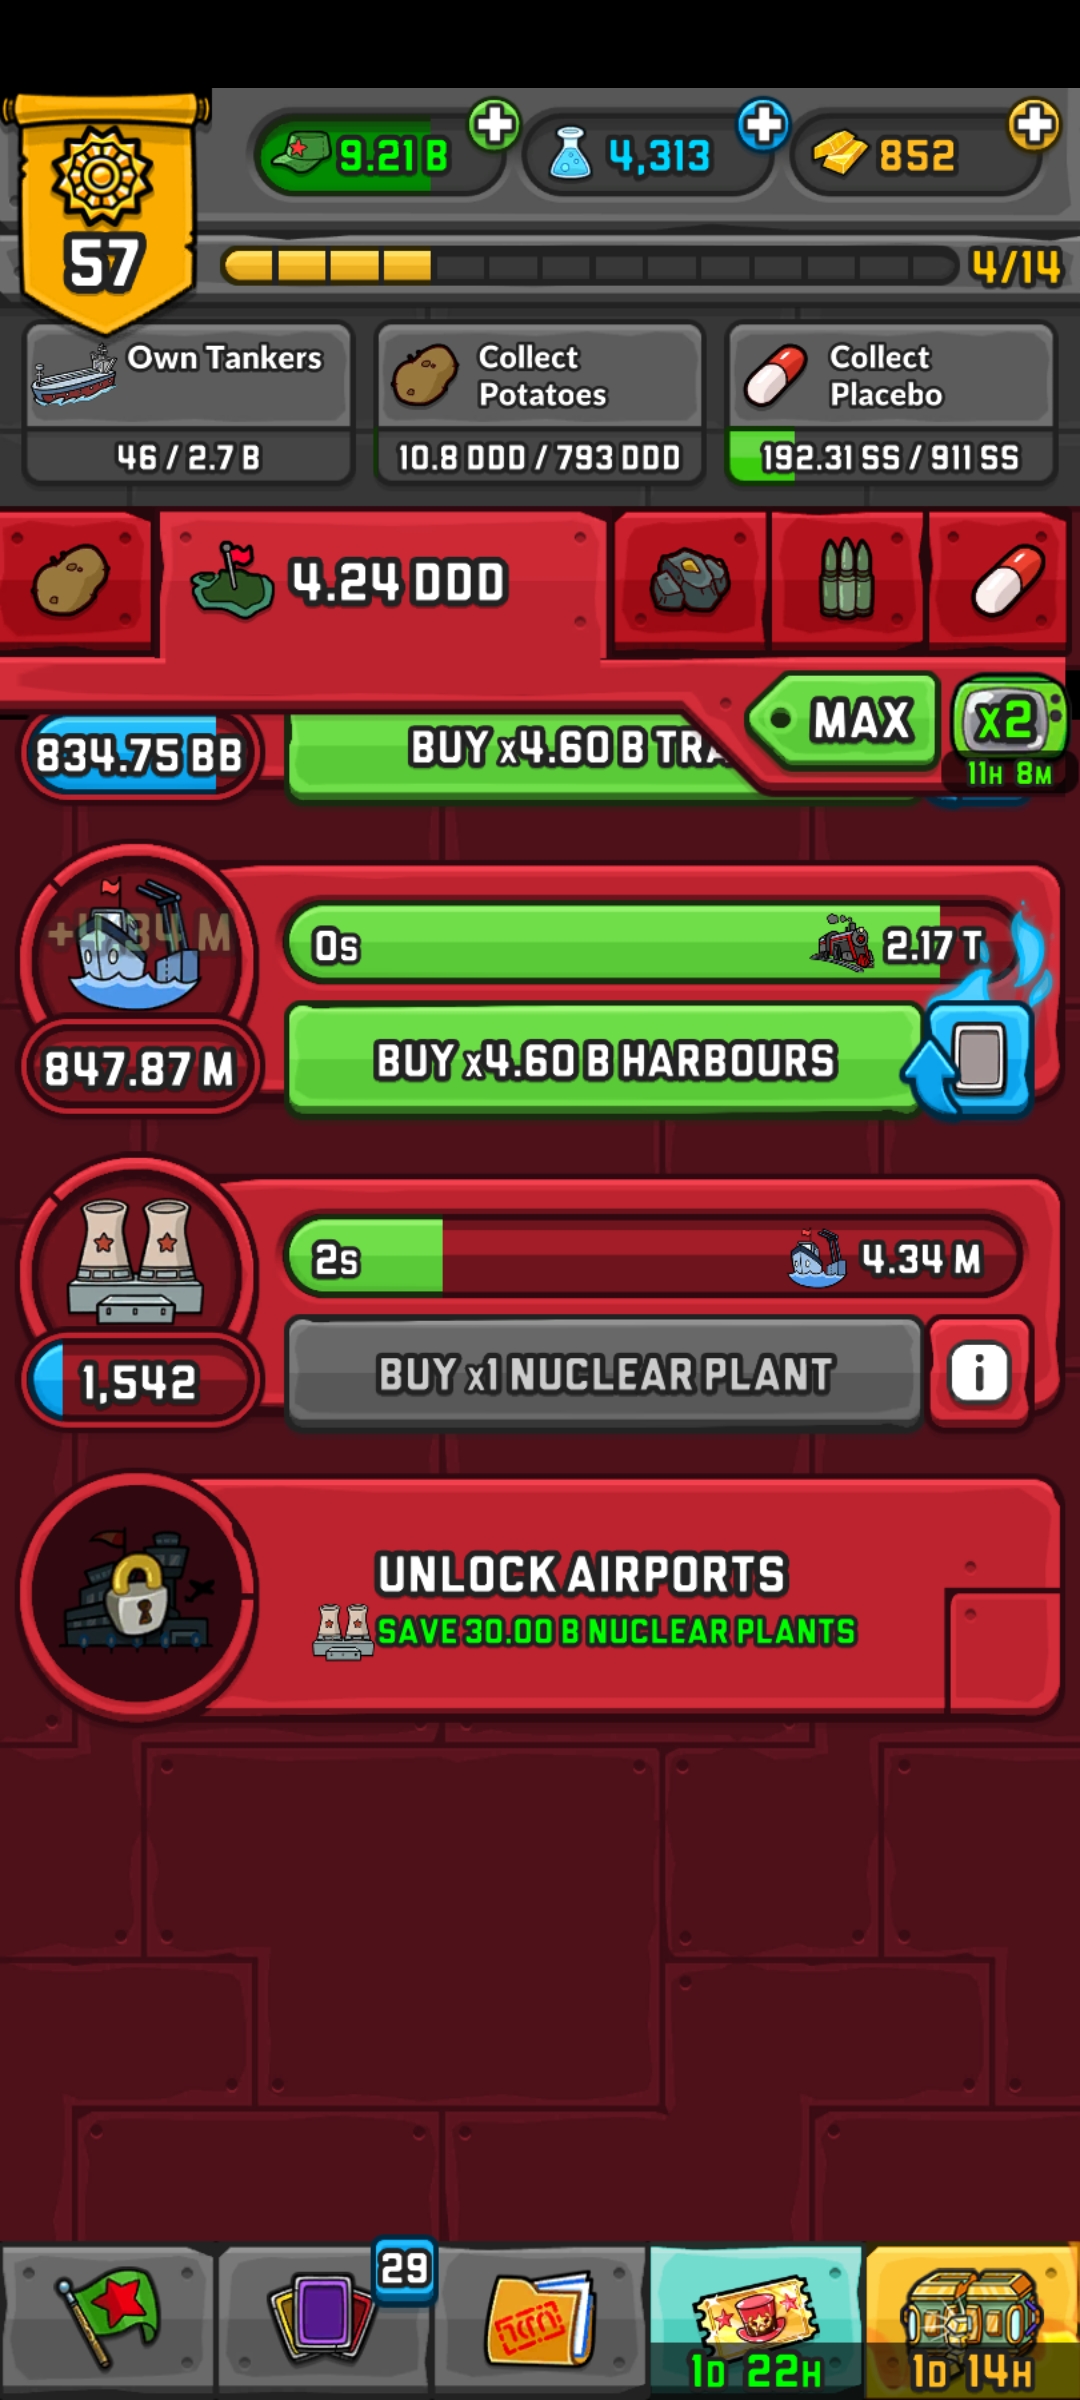 9.21 B
4,313
852
57
4/14
Own Tankers
46 / 2.7 B
Collect
Potatoes
10.8 DDD / 793 DDD
Collect
Placebo
192.31 SS / 911 SS
4.24 DDD
MAX
x2
11H 8M
834.75 BB
BUY x4.60 B
0s
2.17 T
847.87 M
BUY x4.60 B HARBOURS
2s
4.34 M
1,542
BUY x1 NUCLEAR PLANT
i
UNLOCK AIRPORTS
SAVE 30.00 B NUCLEAR PLANTS
29
1D 22H
1D 14H